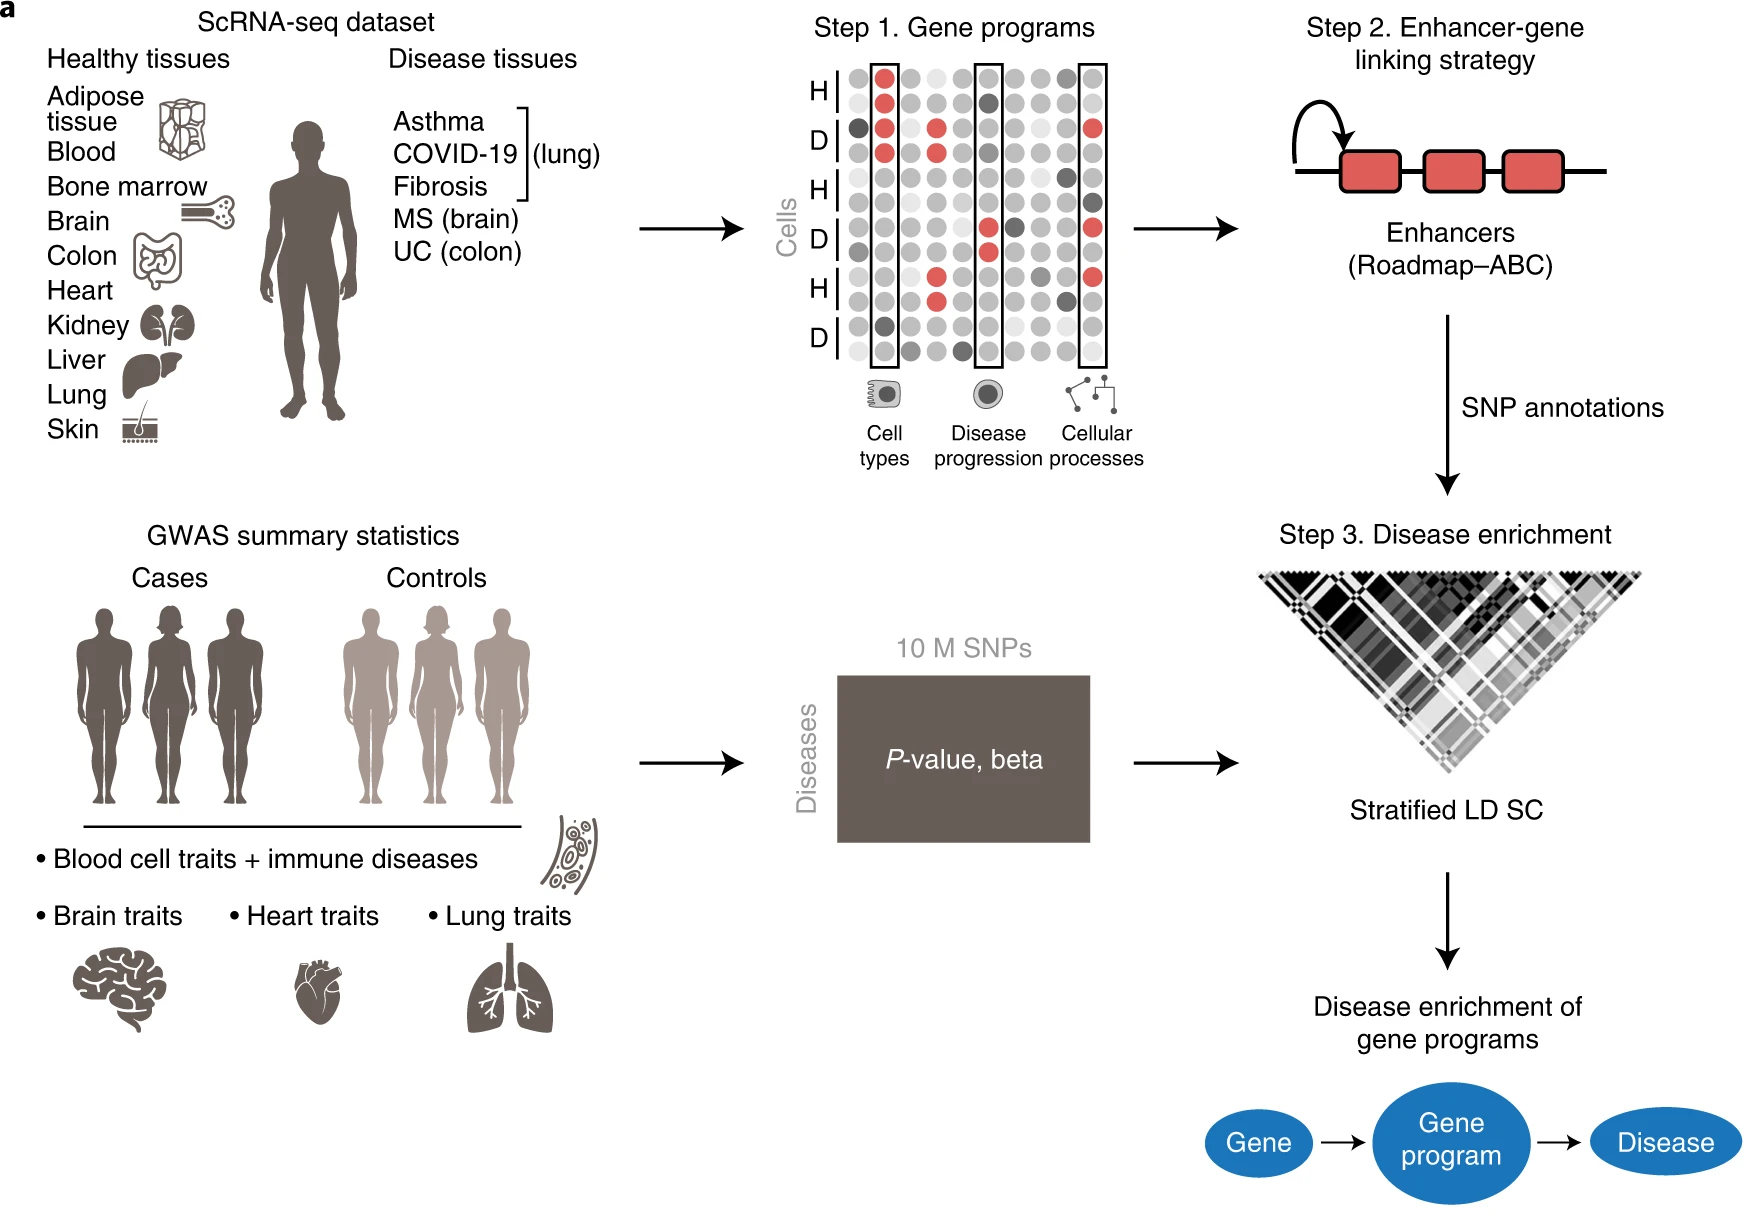 a
ScRNA-seq dataset
Healthy tissues
Adipose
tissue
Blood
Bone marrow
Brain
Colon
Heart
Kidney
Liver
Lung
Skin
Disease tissues
Asthma
COVID-19 (lung)
Fibrosis
MS (brain)
UC (colon)
Step 1. Gene programs
Cells
H
D
H
D
H
D
Cell
types
Disease
progression
Cellular
processes
Step 2. Enhancer-gene
linking strategy
Enhancers
(Roadmap–ABC)
SNP annotations
GWAS summary statistics
Cases
Controls
• Blood cell traits + immune diseases
• Brain traits
• Heart traits
• Lung traits
10 M SNPs
Diseases
P-value, beta
Step 3. Disease enrichment
Stratified LD SC
Disease enrichment of
gene programs
Gene
Gene
program
Disease